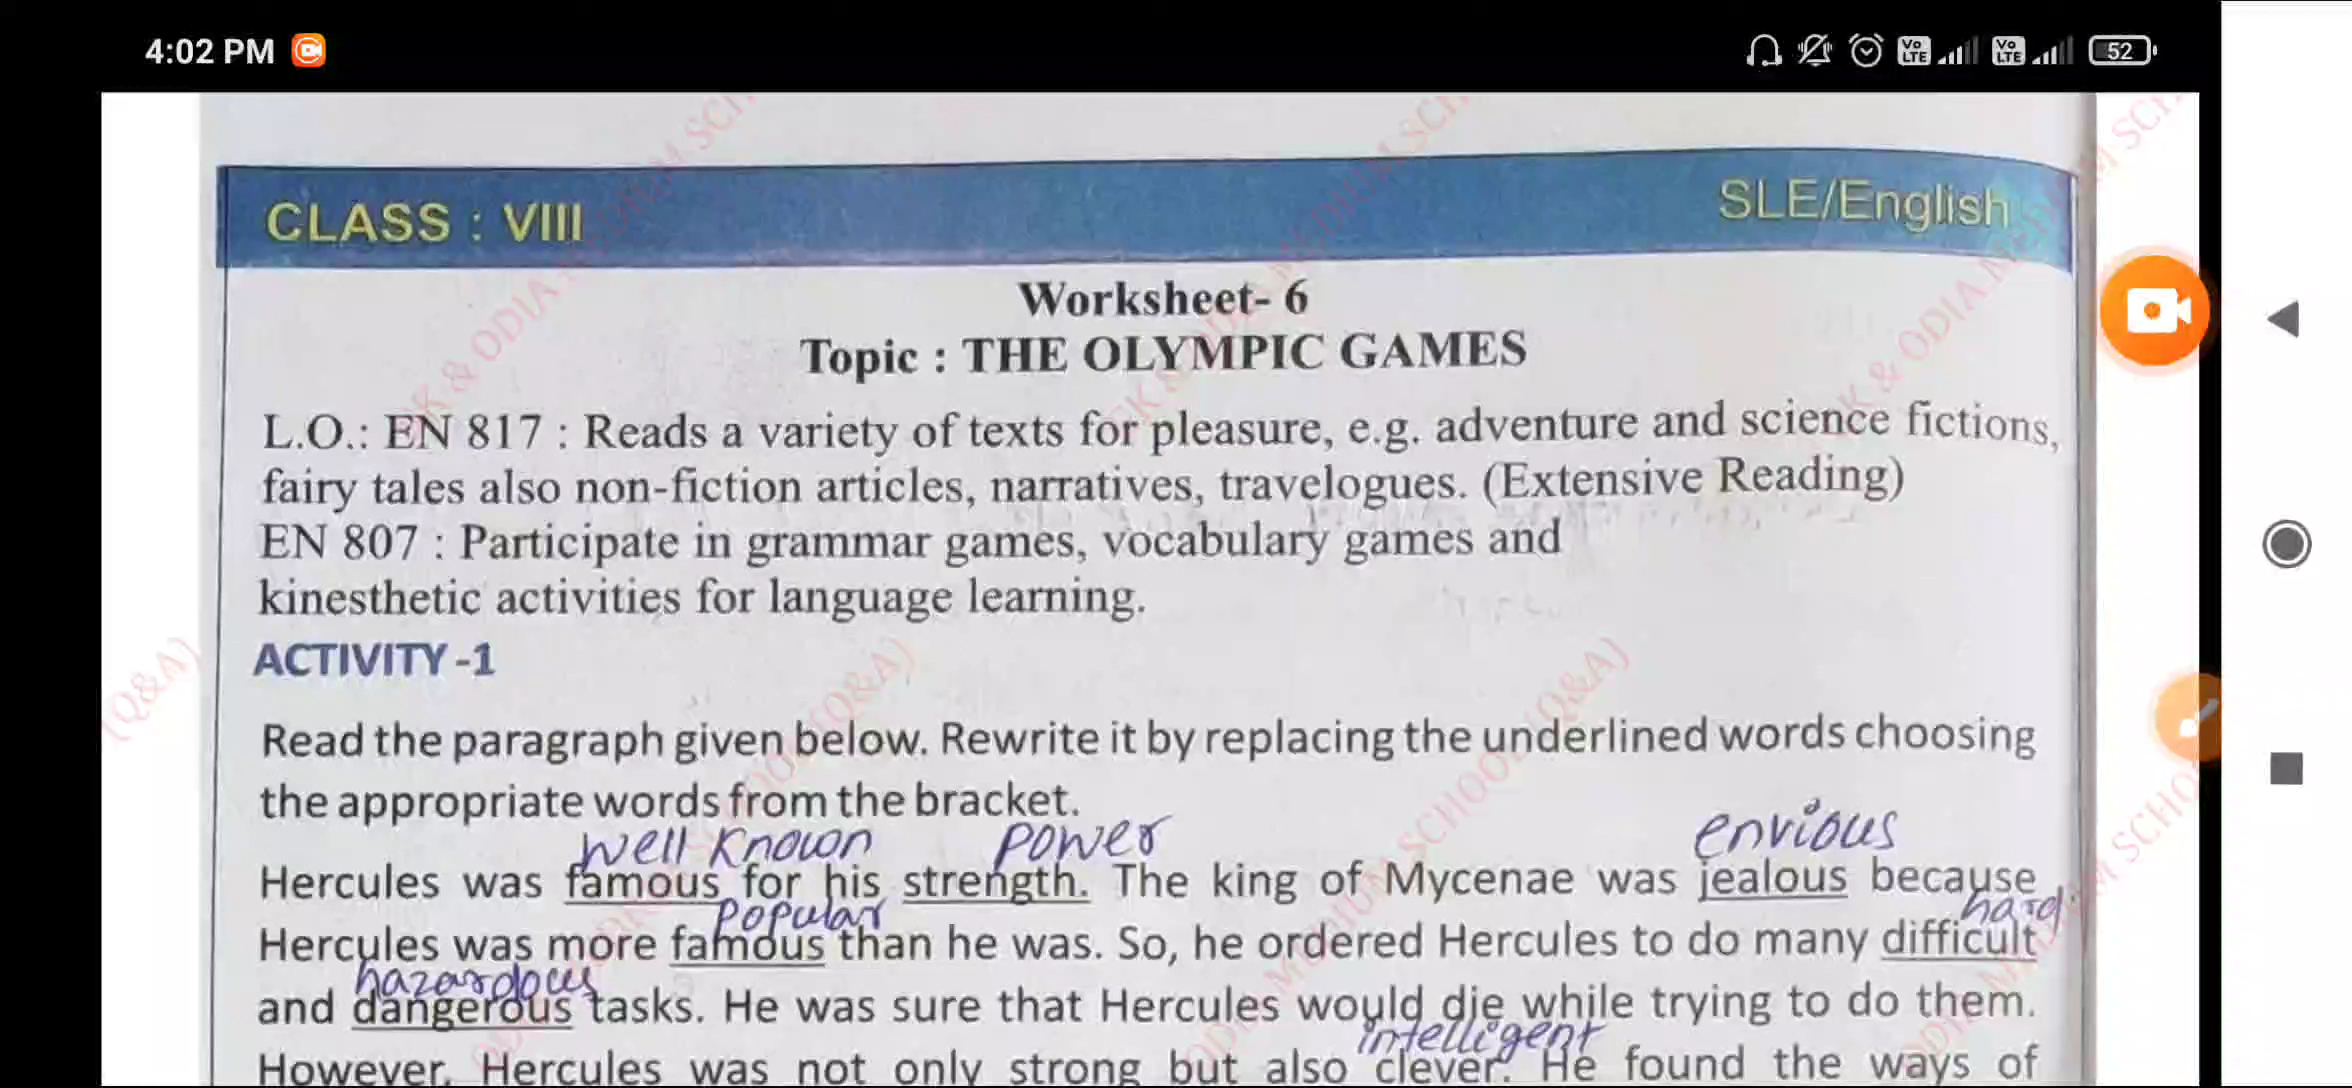 4:02 PM
Vo LTE Vo LTE 52
CLASS : VIII SLE/English
Worksheet- 6
Topic : THE OLYMPIC GAMES
L.O.: EN 817 : Reads a variety of texts for pleasure, e.g. adventure and science fictions,
fairy tales also non-fiction articles, narratives, travelogues. (Extensive Reading)
EN 807 : Participate in grammar games, vocabulary games and
kinesthetic activities for language learning.
ACTIVITY -1
Read the paragraph given below. Rewrite it by replacing the underlined words choosing
the appropriate words from the bracket.
well known power envious
Hercules was famous for his strength. The king of Mycenae was jealous because
popular hard
Hercules was more famous than he was. So, he ordered Hercules to do many difficult
hazardous
and dangerous tasks. He was sure that Hercules would die while trying to do them.
intelligent
However, Hercules was not only strong but also clever. He found the ways of